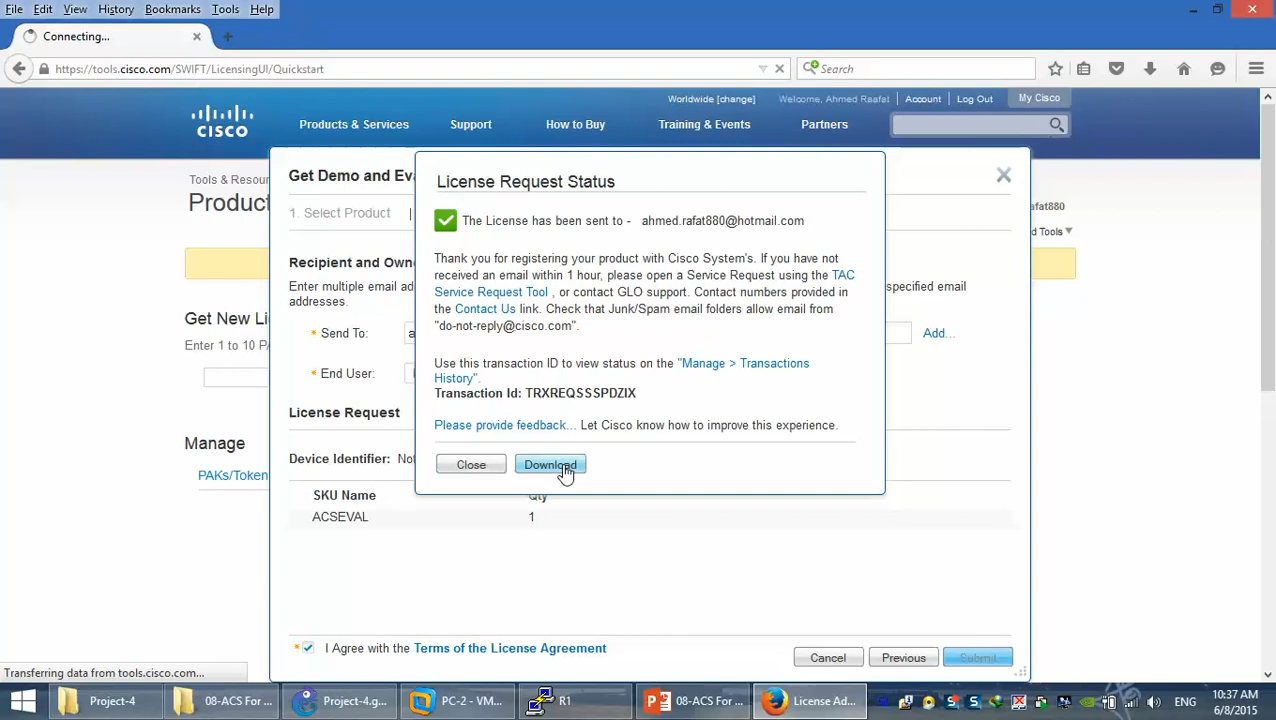 File Edit View History Bookmarks Tools Help
Connecting...
https://tools.cisco.com/SWIFT/LicensingUI/Quickstart
Search
Worldwide [change] Welcome, Ahmed Raafat Account Log Out My Cisco
cisco
Products & Services Support How to Buy Training & Events Partners
Tools & Resou
Product
rafat880
d Tools
Get Demo and Eva
1. Select Product |
License Request Status
The License has been sent to - ahmed.rafat880@hotmail.com
Thank you for registering your product with Cisco System's. If you have not
received an email within 1 hour, please open a Service Request using the TAC
Service Request Tool , or contact GLO support. Contact numbers provided in
the Contact Us link. Check that Junk/Spam email folders allow email from
"do-not-reply@cisco.com".
Use this transaction ID to view status on the "Manage > Transactions
History".
Transaction Id: TRXREQSSSPDZIX
Please provide feedback... Let Cisco know how to improve this experience.
Close Download
Recipient and Owne
Enter multiple email ad
addresses.
specified email
* Send To: a
Add...
* End User:
License Request
Device Identifier: Not
SKU Name Qty
ACSEVAL 1
* I Agree with the Terms of the License Agreement
Cancel Previous Submit
Get New Li
Enter 1 to 10 PA
Manage
PAKs/Token
Transferring data from tools.cisco.com...
Project-4 08-ACS For ... Project-4.g... PC-2 - VM... R1 08-ACS For ... License Ad...
ENG
10:37 AM
6/8/2015